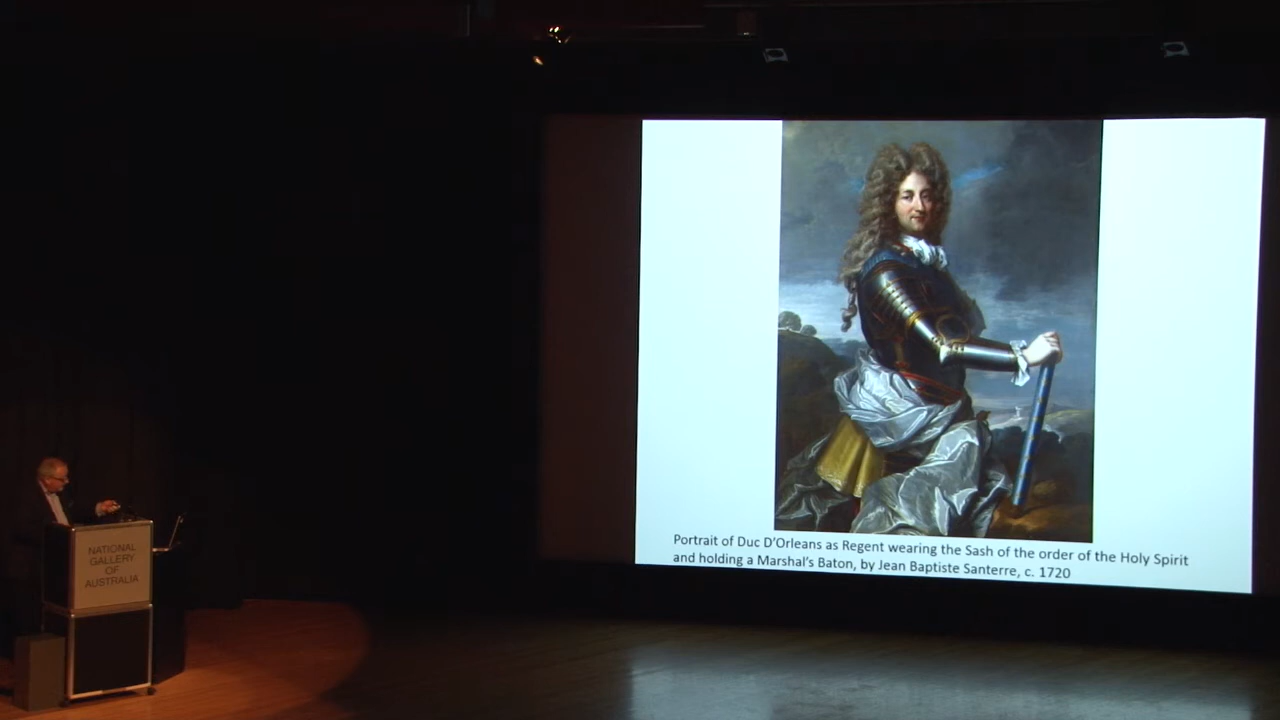 NATIONAL
GALLERY
OF
AUSTRALIA
Portrait of Duc D'Orleans as Regent wearing the Sash of the order of the Holy Spirit
and holding a Marshal's Baton, by Jean Baptiste Santerre, c. 1720